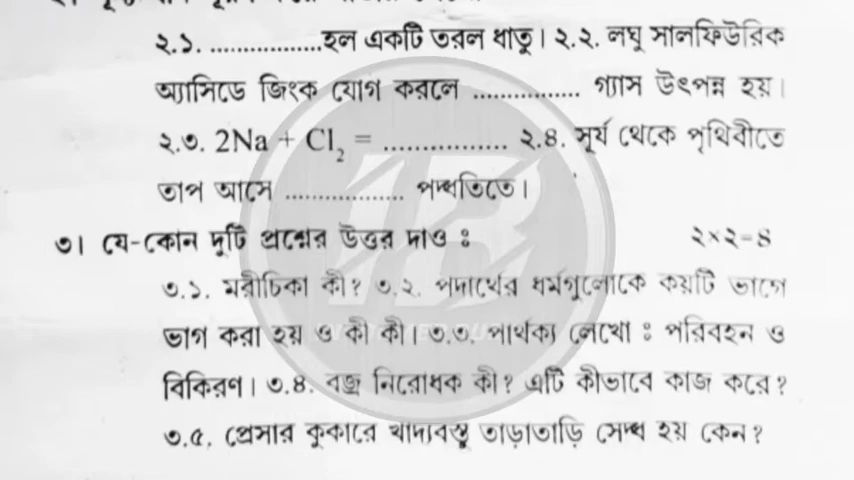 ২.১. ..................হল একটি তরল ধাতু। ২.২. লঘু সালফিউরিক
অ্যাসিডে জিংক যোগ করলে ................ গ্যাস উৎপন্ন হয়।
২.৩. 2Na + Cl₂ = .................. ২.৪. সূর্য থেকে পৃথিবীতে
তাপ আসে .................. পদ্ধতিতে।
৩। যে-কোন দুটি প্রশ্নের উত্তর দাও ঃ ২×২=৪
৩.১. মরীচিকা কী? ৩.২. পদার্থের ধর্মগুলোকে কয়টি ভাগে
ভাগ করা হয় ও কী কী। ৩.৩. পার্থক্য লেখো ঃ পরিবহন ও
বিকিরণ। ৩.৪. বজ্র নিরোধক কী? এটি কীভাবে কাজ করে?
৩.৫. প্রেসার কুকারে খাদ্যবস্তু তাড়াতাড়ি সেদ্ধ হয় কেন?